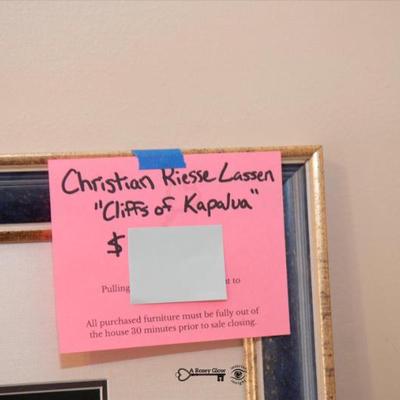 Christian Riesse Lassen
"Cliffs of Kapalua"
$
Pulling to
All purchased furniture must be fully out of
the house 30 minutes prior to sale closing.
A Rosey Glow